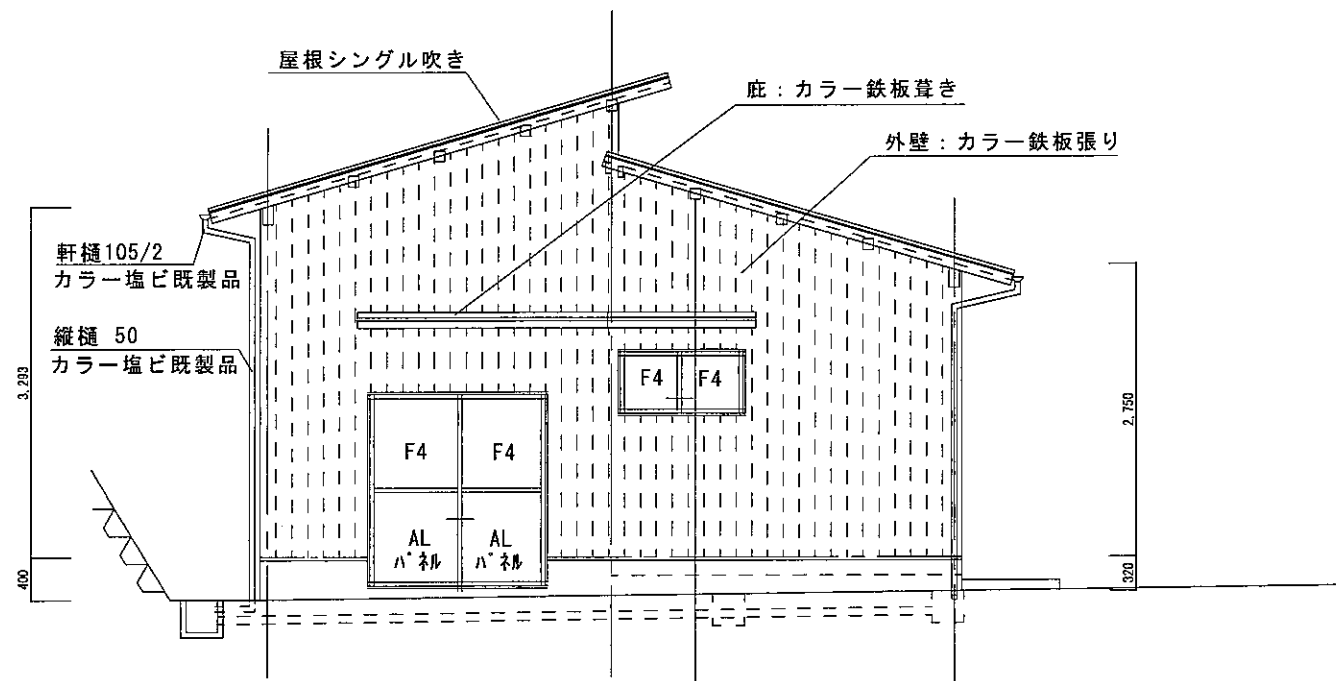 屋根シングル吹き
庇：カラー鉄板葺き
外壁：カラー鉄板張り
軒樋105/2
カラー塩ビ既製品
縦樋 50
カラー塩ビ既製品
3,293
400
2,750
320
F4
F4
F4
F4
AL
パネル
AL
パネル